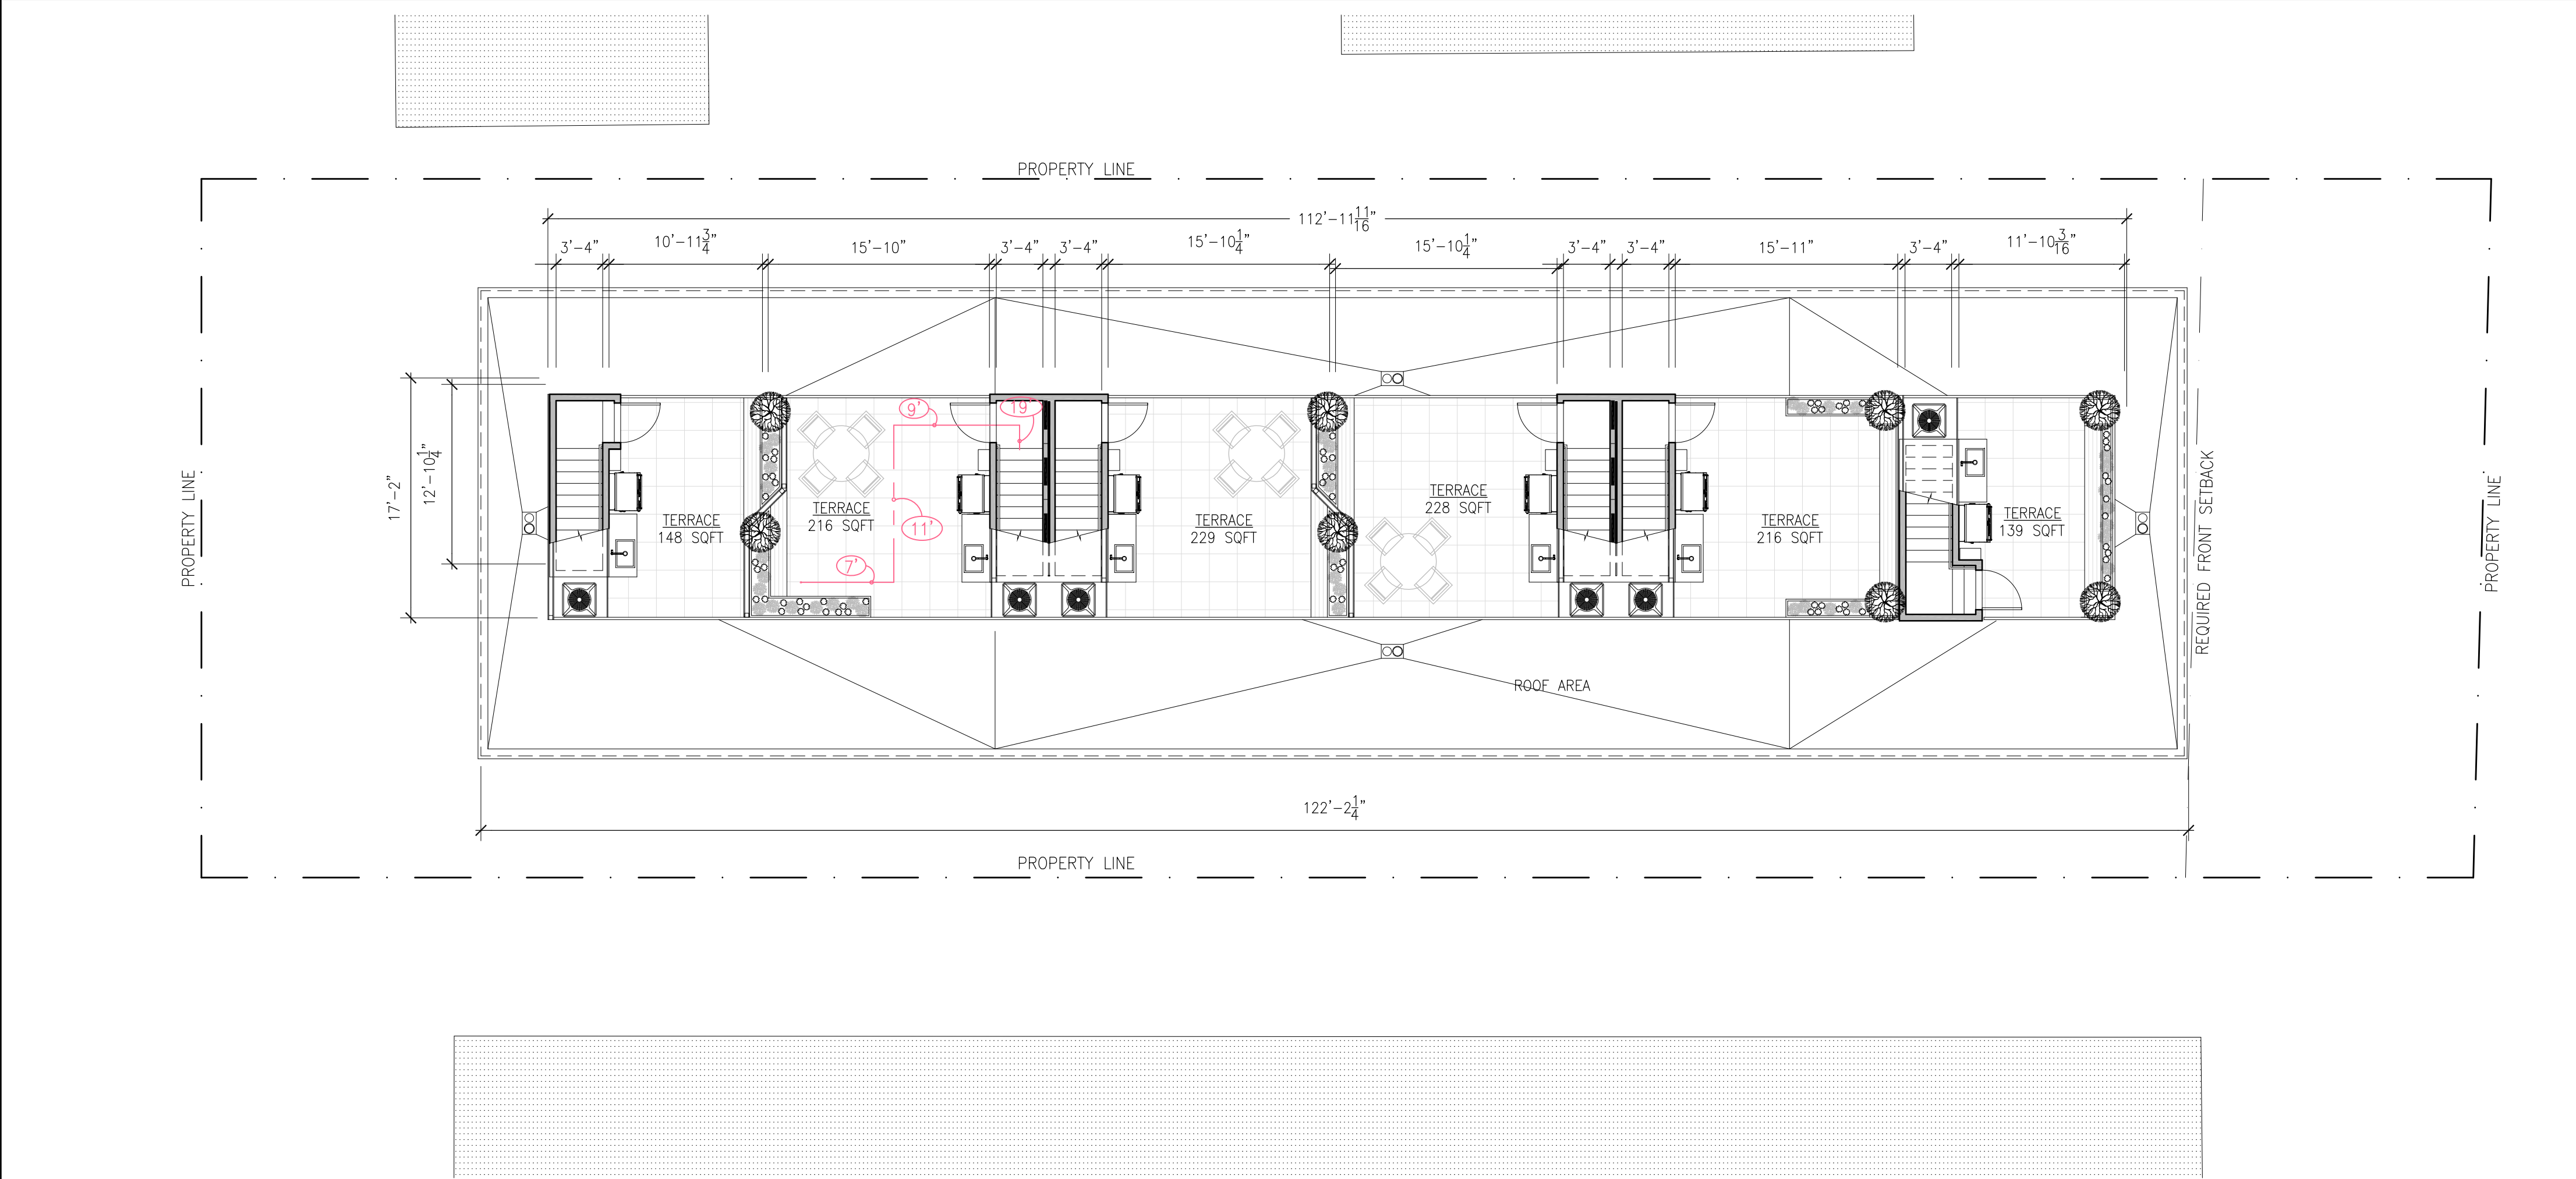 PROPERTY LINE
112'-11 11/16"
3'-4"
10'-11 3/4"
15'-10"
3'-4"
3'-4"
15'-10 1/4"
15'-10 1/4"
3'-4"
3'-4"
15'-11"
3'-4"
11'-10 3/16"
17'-2"
12'-10 1/4"
9'
19'
11'
7'
TERRACE
148 SQFT
TERRACE
216 SQFT
TERRACE
229 SQFT
TERRACE
228 SQFT
TERRACE
216 SQFT
TERRACE
139 SQFT
PROPERTY LINE
REQUIRED FRONT SETBACK
PROPERTY LINE
ROOF AREA
122'-2 1/4"
PROPERTY LINE